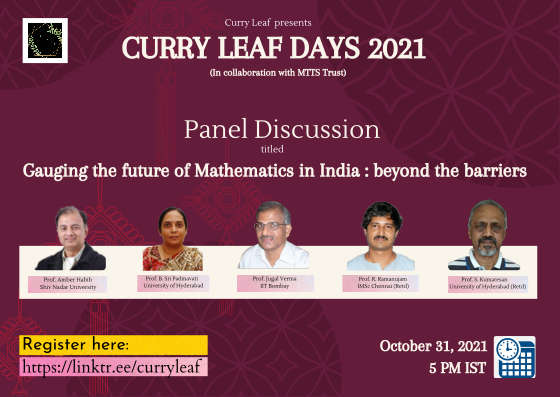 Curry Leaf presents
CURRY LEAF DAYS 2021
(In collaboration with MTTS Trust)
Panel Discussion
titled
Gauging the future of Mathematics in India : beyond the barriers
Prof. Amber Habib
Shiv Nadar University
Prof. B. Sri Padmavati
University of Hyderabad
Prof. Jugal Verma
IIT Bombay
Prof. R. Ramanujam
IMSc Chennai (Retd)
Prof. S. Kumaresan
University of Hyderabad (Retd)
Register here:
https://linktr.ee/curryleaf
October 31, 2021
5 PM IST